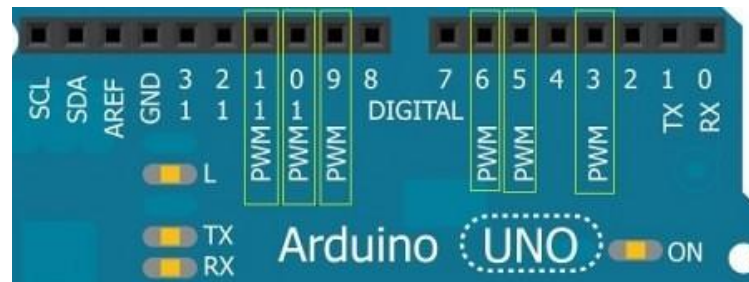 SCL SDA AREF GND 3 2 1 0 9 8 7 6 5 4 3 2 1 0
1 1 1 1 DIGITAL TX RX
PWM PWM PWM PWM PWM PWM
L
TX
RX
Arduino UNO ON